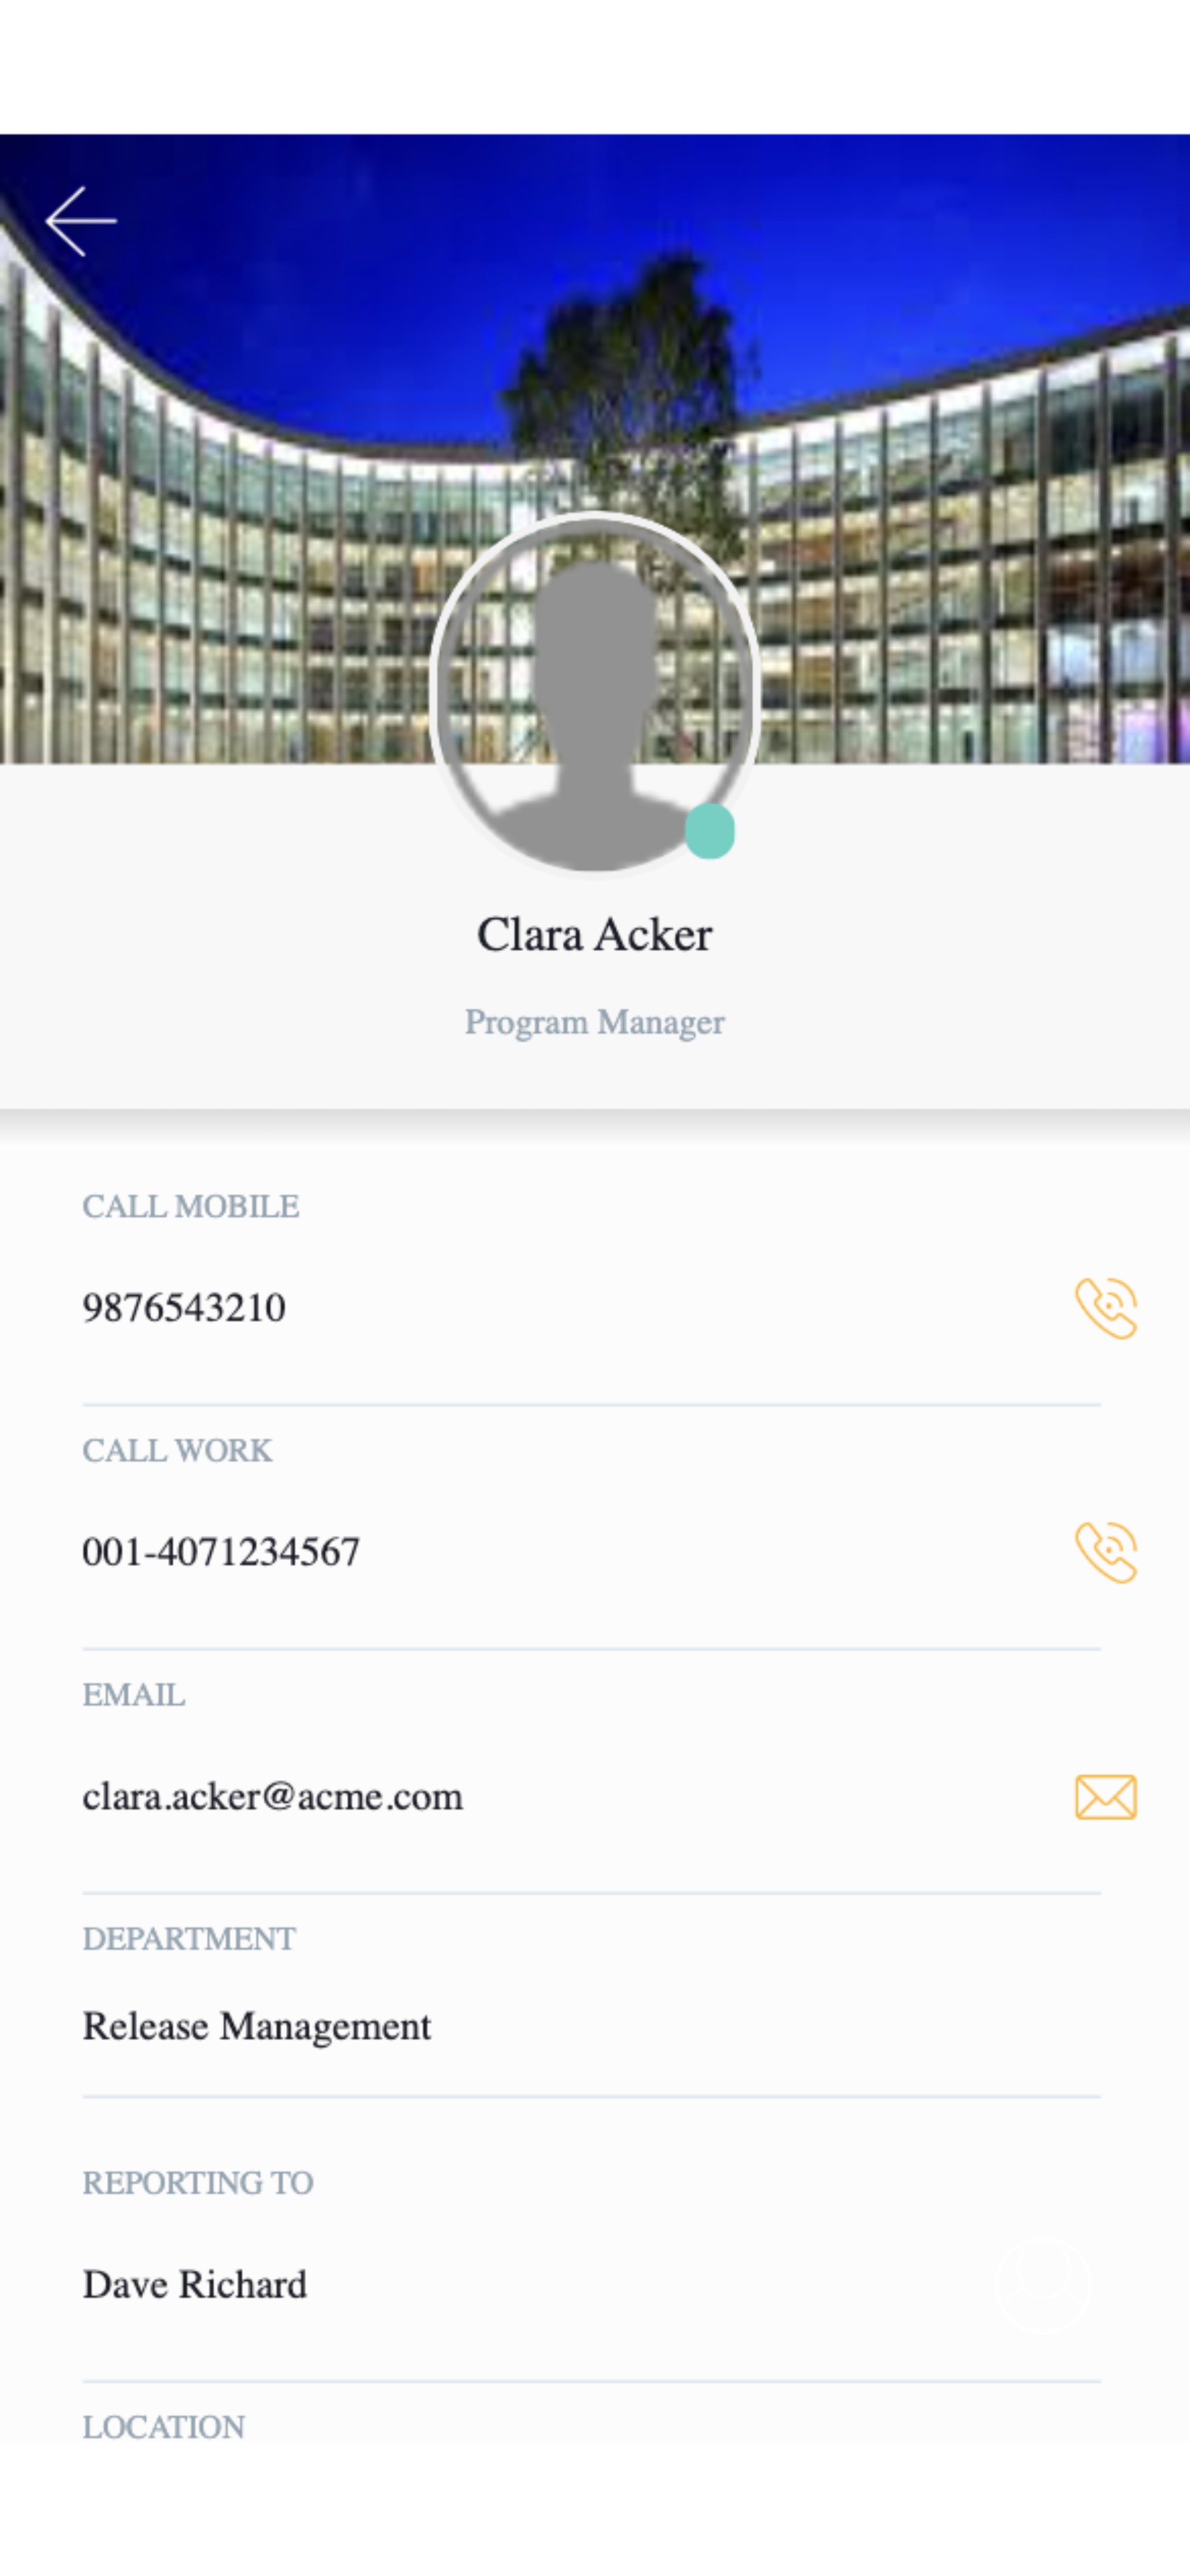 Clara Acker
Program Manager
CALL MOBILE
9876543210
CALL WORK
001-4071234567
EMAIL
clara.acker@acme.com
DEPARTMENT
Release Management
REPORTING TO
Dave Richard
LOCATION